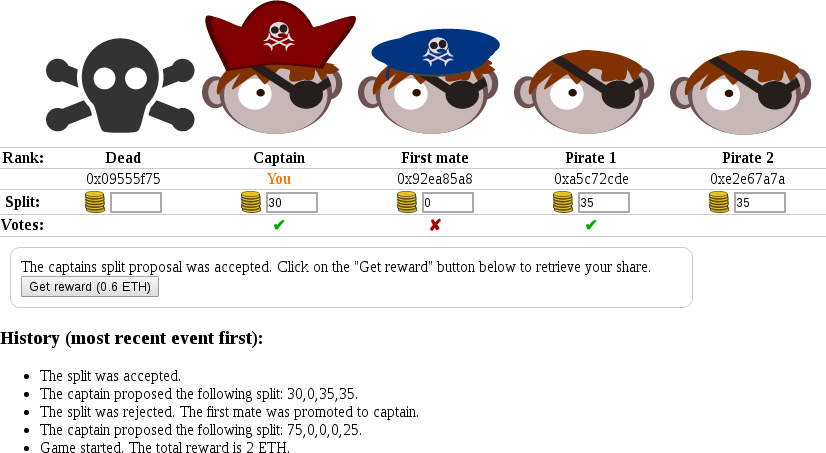 Rank: Dead Captain First mate Pirate 1 Pirate 2
0x09555f75 You 0x92ea85a8 0xa5c72cde 0xe2e67a7a
Split: 30 0 35 35
Votes: ✔ ✘ ✔
The captains split proposal was accepted. Click on the "Get reward" button below to retrieve your share.
Get reward (0.6 ETH)
History (most recent event first):
• The split was accepted.
• The captain proposed the following split: 30,0,35,35.
• The split was rejected. The first mate was promoted to captain.
• The captain proposed the following split: 75,0,0,0,25.
• Game started. The total reward is 2 ETH.